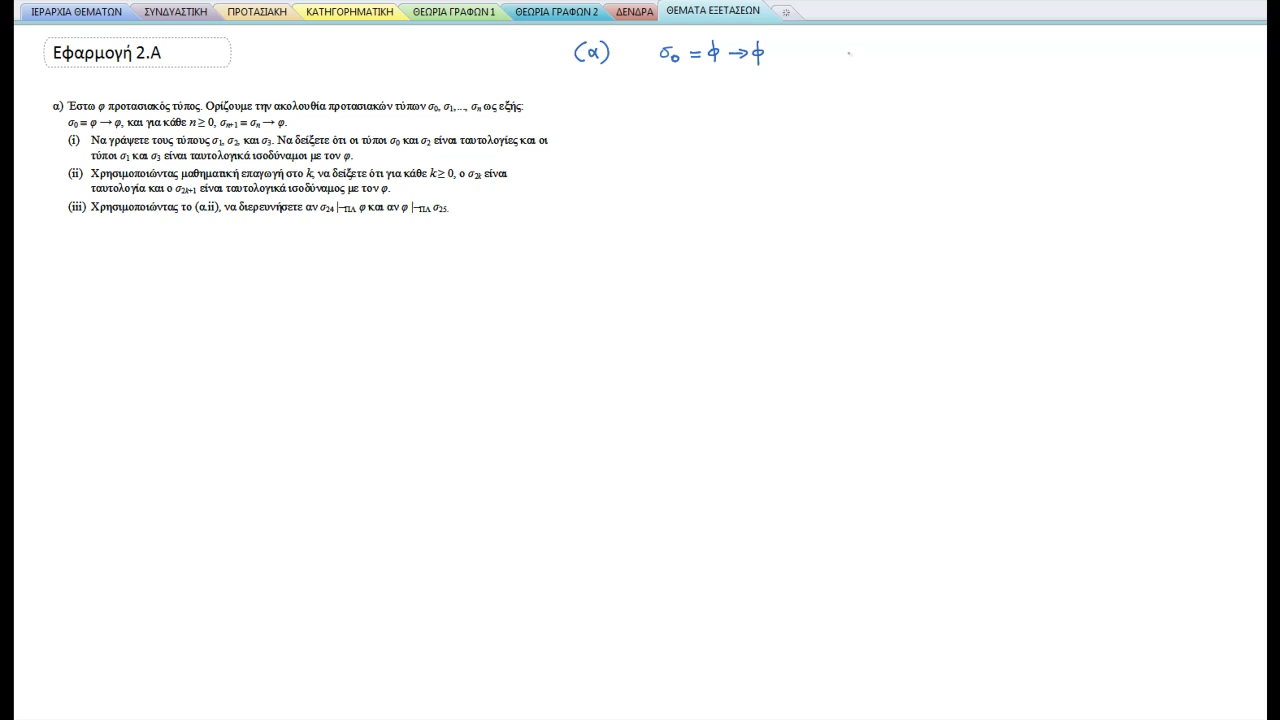 ΙΕΡΑΡΧΙΑ ΘΕΜΑΤΩΝ ΣΥΝΔΥΑΣΤΙΚΗ ΠΡΟΤΑΣΙΑΚΗ ΚΑΤΗΓΟΡΗΜΑΤΙΚΗ ΘΕΩΡΙΑ ΓΡΑΦΩΝ 1 ΘΕΩΡΙΑ ΓΡΑΦΩΝ 2 ΔΕΝΔΡΑ ΘΕΜΑΤΑ ΕΞΕΤΑΣΕΩΝ
Εφαρμογή 2.Α
(α) σ₀ = φ → φ
α) Έστω φ προτασιακός τύπος. Ορίζουμε την ακολουθία προτασιακών τύπων σ₀, σ₁,..., σₙ ως εξής:
σ₀ = φ → φ, και για κάθε n ≥ 0, σₙ₊₁ = σₙ → φ.
(i) Να γράψετε τους τύπους σ₁, σ₂, και σ₃. Να δείξετε ότι οι τύποι σ₀ και σ₂ είναι ταυτολογίες και οι
τύποι σ₁ και σ₃ είναι ταυτολογικά ισοδύναμοι με τον φ.
(ii) Χρησιμοποιώντας μαθηματική επαγωγή στο k, να δείξετε ότι για κάθε k ≥ 0, ο σ₂ₖ είναι
ταυτολογία και ο σ₂ₖ₊₁ είναι ταυτολογικά ισοδύναμος με τον φ.
(iii) Χρησιμοποιώντας το (α.ii), να διερευνήσετε αν σ₂₄ |–ΠΛ φ και αν φ |–ΠΛ σ₂₅.